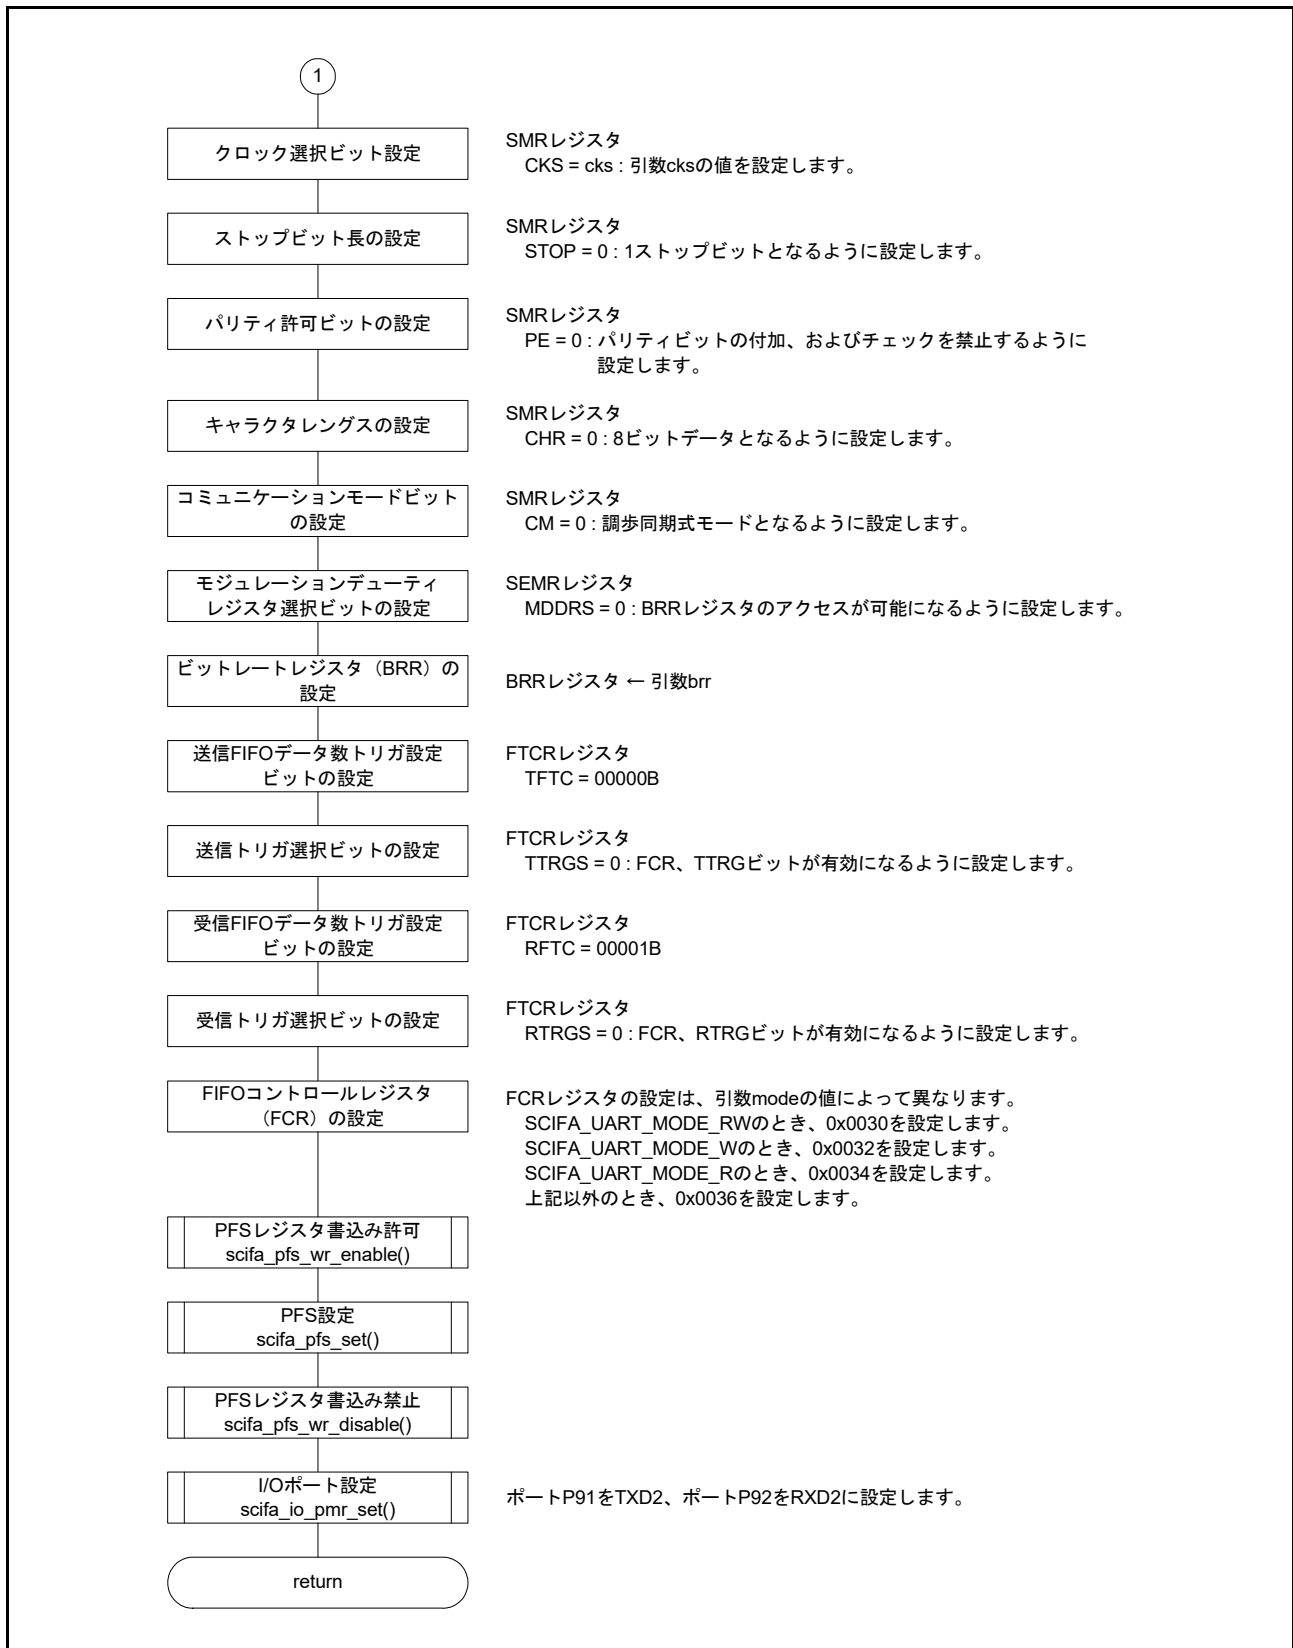 1
クロック選択ビット設定
SMRレジスタ
CKS = cks : 引数cksの値を設定します。
ストップビット長の設定
SMRレジスタ
STOP = 0 : 1ストップビットとなるように設定します。
パリティ許可ビットの設定
SMRレジスタ
PE = 0 : パリティビットの付加、およびチェックを禁止するように
設定します。
キャラクタレングスの設定
SMRレジスタ
CHR = 0 : 8ビットデータとなるように設定します。
コミュニケーションモードビット
の設定
SMRレジスタ
CM = 0 : 調歩同期式モードとなるように設定します。
モジュレーションデューティ
レジスタ選択ビットの設定
SEMRレジスタ
MDDRS = 0 : BRRレジスタのアクセスが可能になるように設定します。
ビットレートレジスタ（BRR）の
設定
BRRレジスタ ← 引数brr
送信FIFOデータ数トリガ設定
ビットの設定
FTCRレジスタ
TFTC = 00000B
送信トリガ選択ビットの設定
FTCRレジスタ
TTRGS = 0 : FCR、TTRGビットが有効になるように設定します。
受信FIFOデータ数トリガ設定
ビットの設定
FTCRレジスタ
RFTC = 00001B
受信トリガ選択ビットの設定
FTCRレジスタ
RTRGS = 0 : FCR、RTRGビットが有効になるように設定します。
FIFOコントロールレジスタ
（FCR）の設定
FCRレジスタの設定は、引数modeの値によって異なります。
SCIFA_UART_MODE_RWのとき、0x0030を設定します。
SCIFA_UART_MODE_Wのとき、0x0032を設定します。
SCIFA_UART_MODE_Rのとき、0x0034を設定します。
上記以外のとき、0x0036を設定します。
PFSレジスタ書込み許可
scifa_pfs_wr_enable()
PFS設定
scifa_pfs_set()
PFSレジスタ書込み禁止
scifa_pfs_wr_disable()
I/Oポート設定
scifa_io_pmr_set()
ポートP91をTXD2、ポートP92をRXD2に設定します。
return